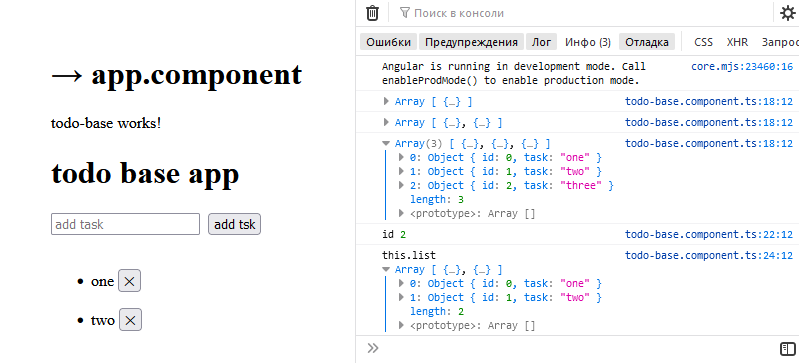 → app.component
todo-base works!
todo base app
add task add tsk
one ×
two ×
Поиск в консоли
Ошибки Предупреждения Лог Инфо (3) Отладка CSS XHR Запрос
Angular is running in development mode. Call core.mjs:23460:16
enableProdMode() to enable production mode.
Array [ {…} ] todo-base.component.ts:18:12
Array [ {…}, {…} ] todo-base.component.ts:18:12
Array(3) [ {…}, {…}, {…} ] todo-base.component.ts:18:12
0: Object { id: 0, task: "one" }
1: Object { id: 1, task: "two" }
2: Object { id: 2, task: "three" }
length: 3
<prototype>: Array []
id 2 todo-base.component.ts:22:12
this.list todo-base.component.ts:24:12
Array [ {…}, {…} ]
0: Object { id: 0, task: "one" }
1: Object { id: 1, task: "two" }
length: 2
<prototype>: Array []